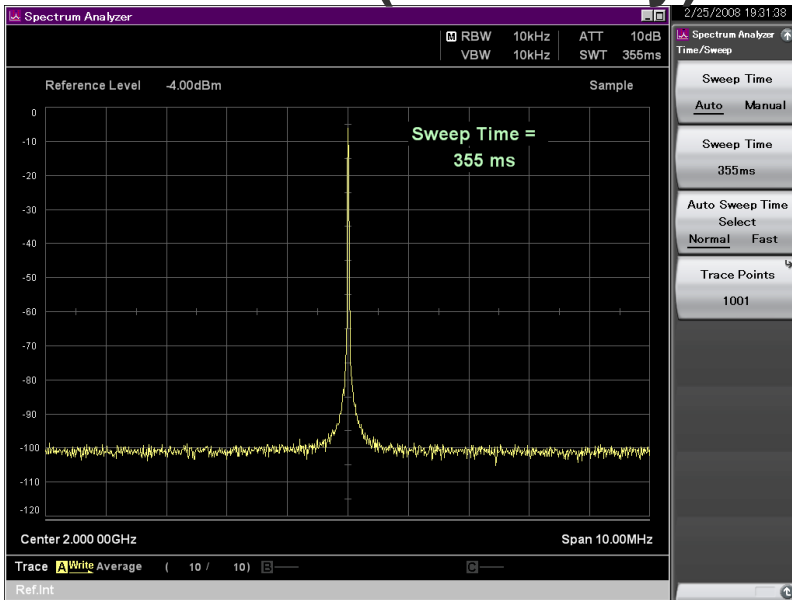 Spectrum Analyzer
M RBW 10kHz ATT 10dB
VBW 10kHz SWT 355ms
Reference Level -4.00dBm Sample
0
-10
-20
-30
-40
-50
-60
-70
-80
-90
-100
-110
-120
Sweep Time =
355 ms
Center 2.000 00GHz Span 10.00MHz
Trace A Write Average ( 10 / 10) B C
Ref.Int
2/25/2008 19:31:38
Spectrum Analyzer
Time/Sweep
Sweep Time
Auto Manual
Sweep Time
355ms
Auto Sweep Time
Select
Normal Fast
Trace Points
1001